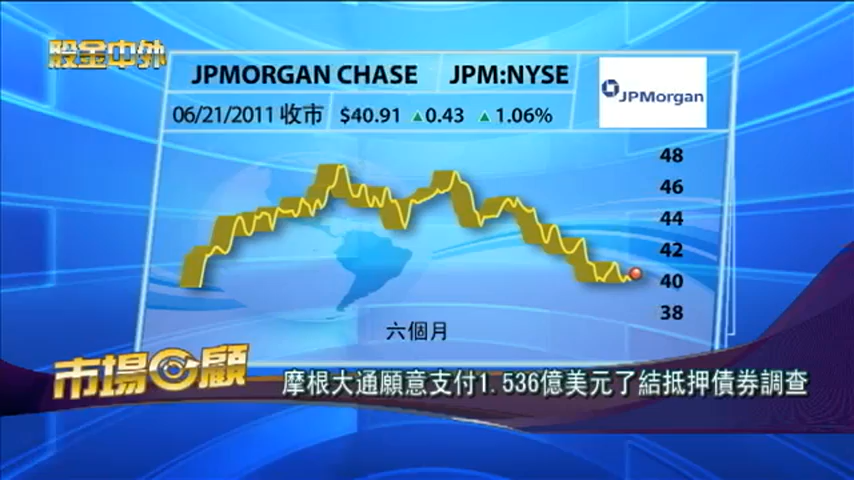 股金中外
JPMORGAN CHASE JPM:NYSE
JPMorgan
06/21/2011 收市 $40.91 ▲0.43 ▲1.06%
48
46
44
42
40
38
六個月
市場回顧
摩根大通願意支付1.536億美元了結抵押債券調查